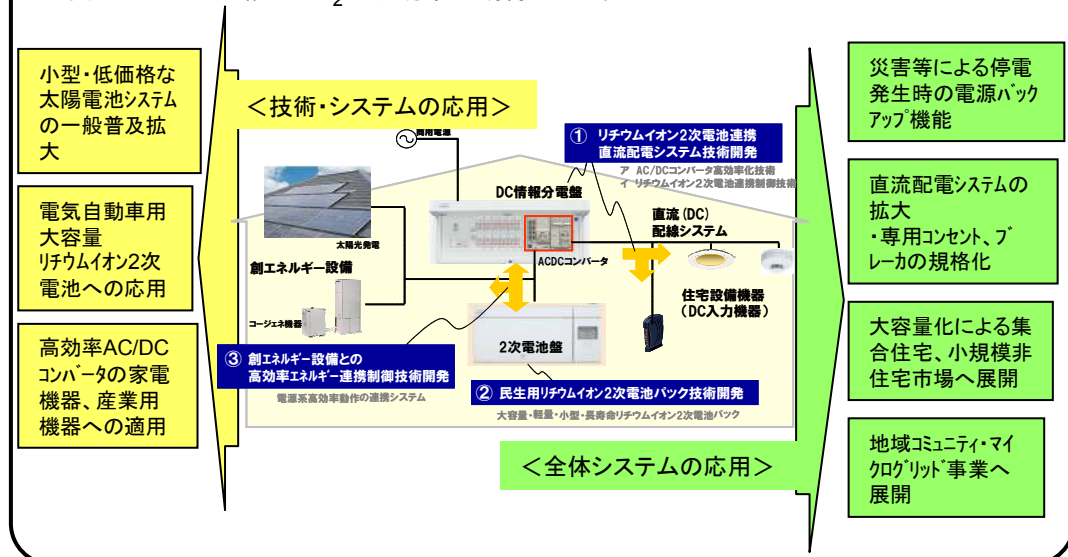 小型・低価格な
太陽電池システム
の一般普及拡
大
電気自動車用
大容量
リチウムイオン2次
電池への応用
高効率AC/DC
コンバータの家電
機器、産業用
機器への適用
＜技術・システムの応用＞
商用電源
① リチウムイオン2次電池連携
直流配電システム技術開発
ア AC/DCコンバータ高効率化技術
イ リチウムイオン2次電池連携制御技術
DC情報分電盤
太陽光発電
直流(DC)
配線システム
ACDCコンバータ
創エネルギー設備
コージェネ機器
住宅設備機器
(DC入力機器)
2次電池盤
③ 創エネルギー設備との
高効率エネルギー連携制御技術開発
電源系高効率動作の連携システム
② 民生用リチウムイオン2次電池パック技術開発
大容量・軽量・小型・長寿命リチウムイオン2次電池パック
＜全体システムの応用＞
災害等による停電
発生時の電源バック
アップ機能
直流配電システムの
拡大
・専用コンセント、ブ
レーカの規格化
大容量化による集
合住宅、小規模非
住宅市場へ展開
地域コミュニティ・マイ
クログリッド事業へ
展開